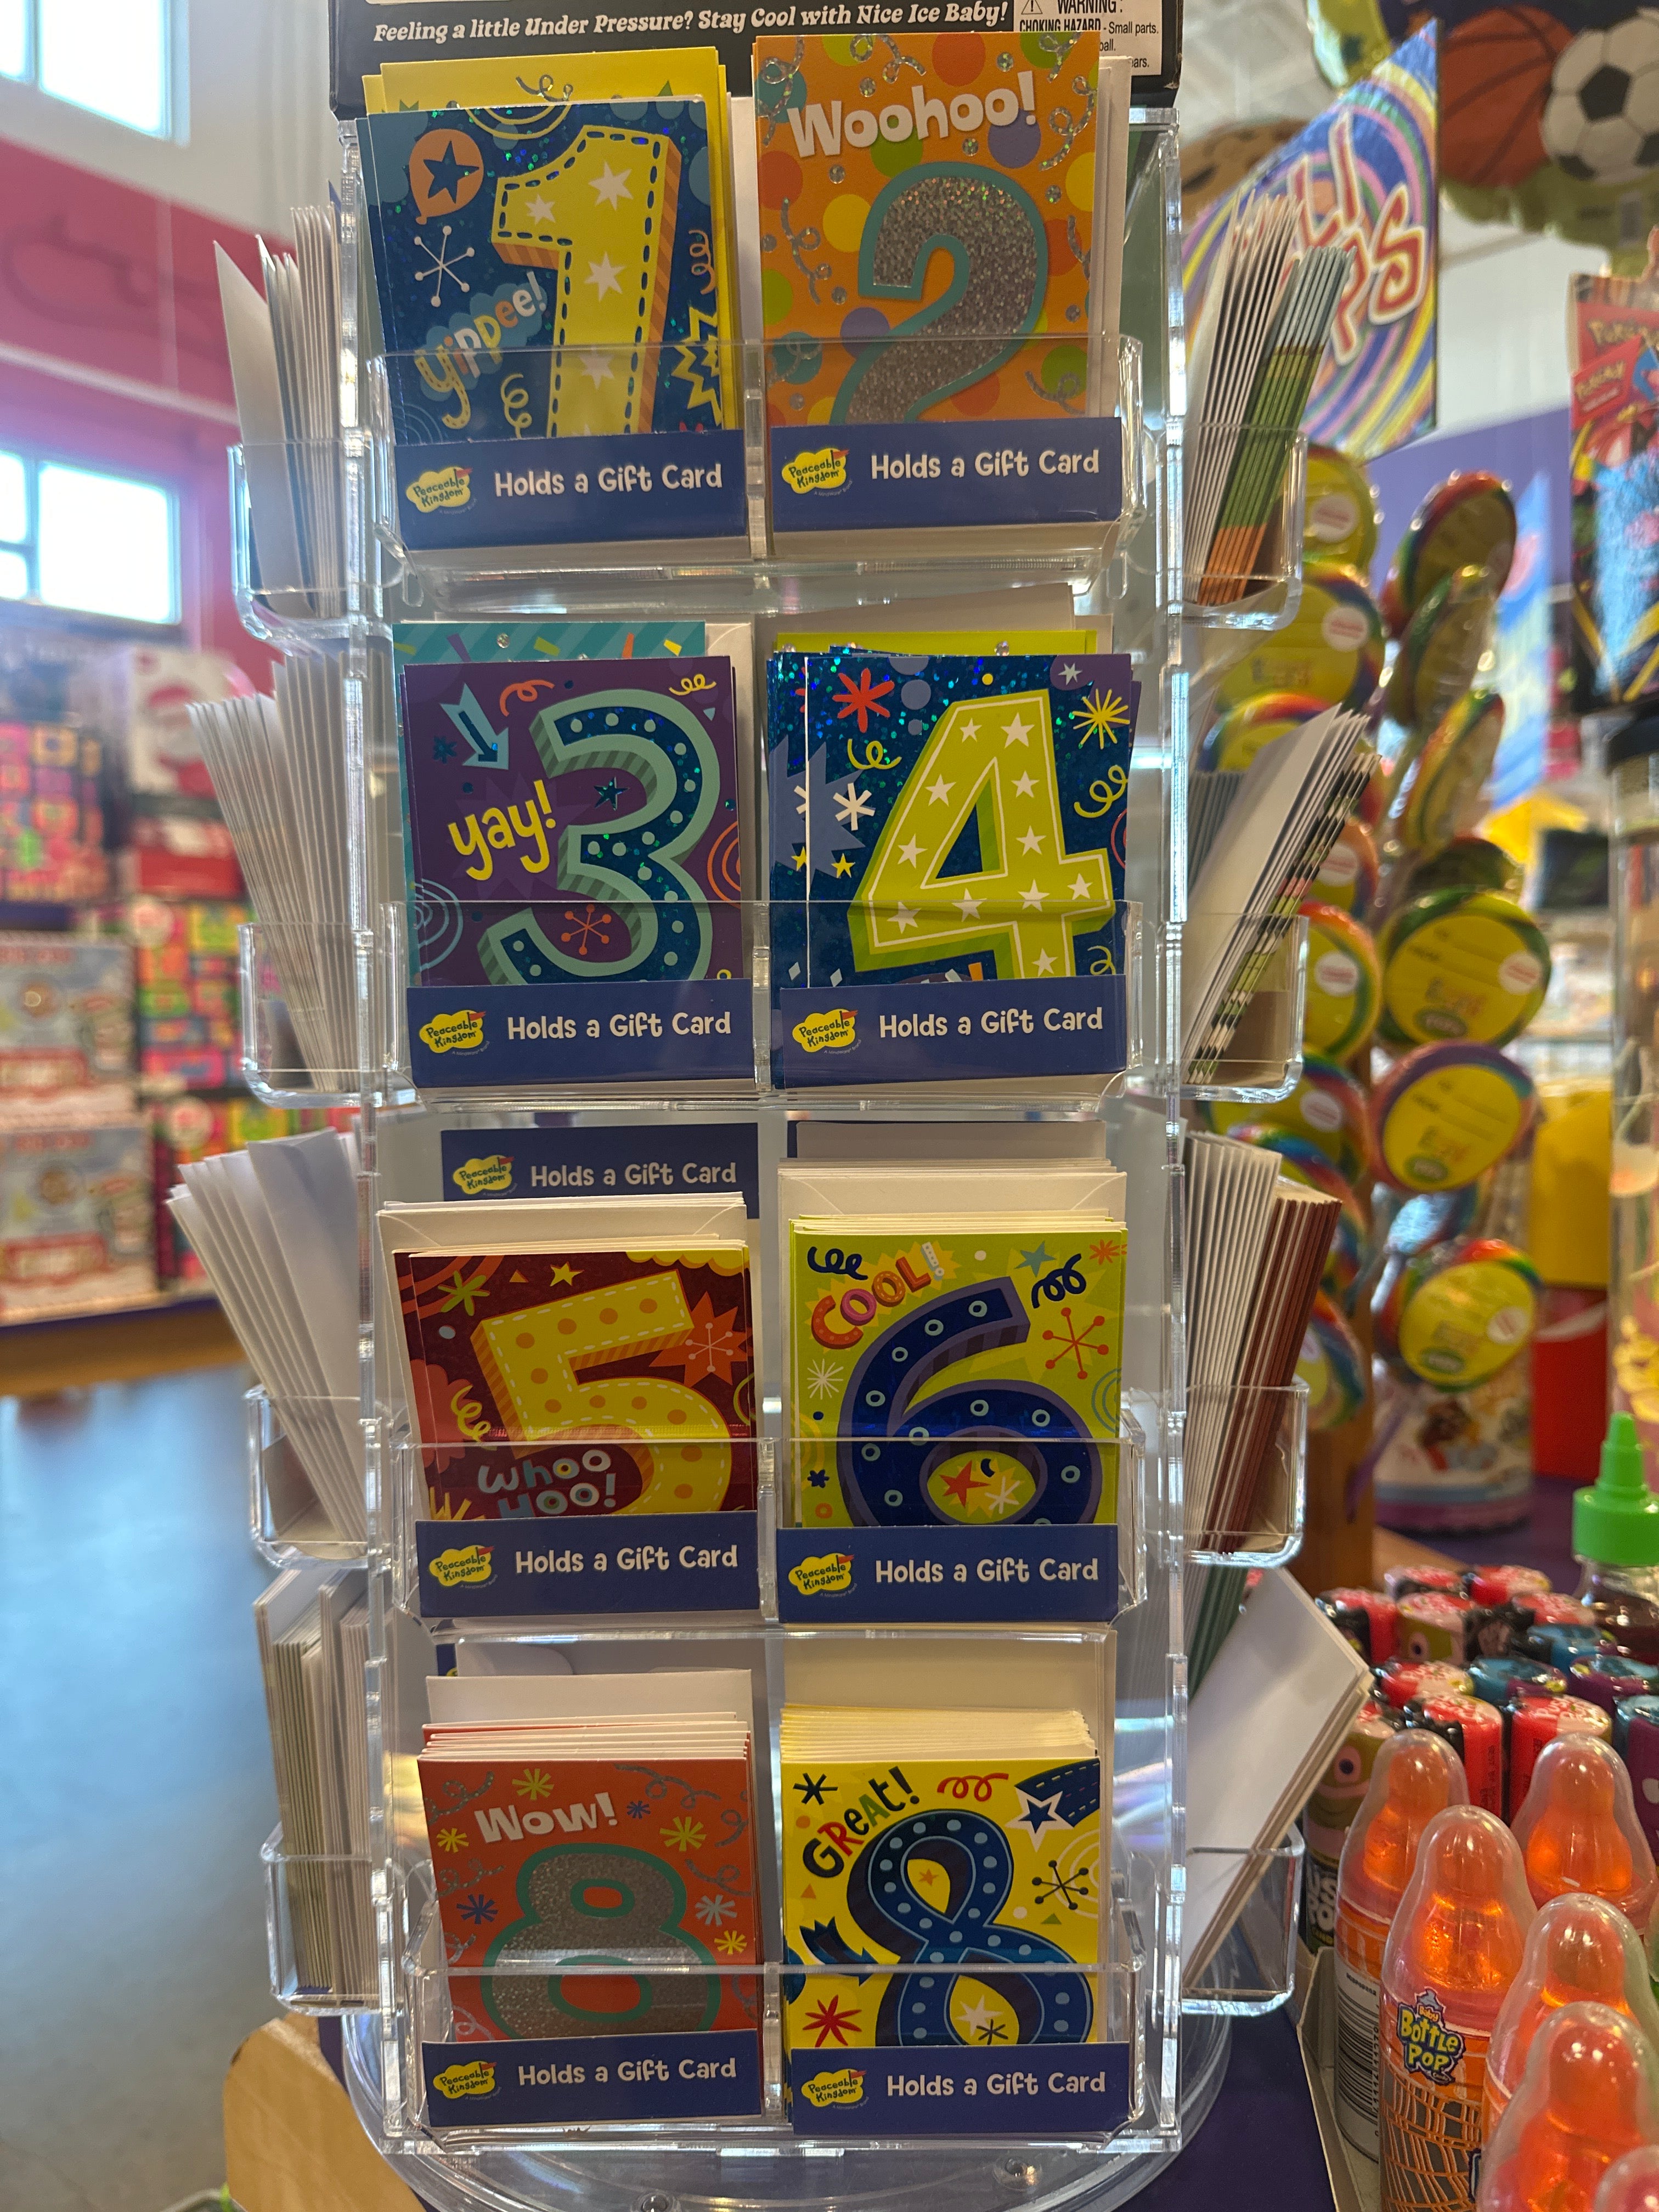 Feeling a little Under Pressure? Stay Cool with Nice Ice Baby!
WARNING:
CHOKING HAZARD - Small parts.
ball.
Yippee!
1
Peaceable Kingdom
Holds a Gift Card
Woohoo!
2
Peaceable Kingdom
Holds a Gift Card
yay!
3
Peaceable Kingdom
Holds a Gift Card
4
Peaceable Kingdom
Holds a Gift Card
Peaceable Kingdom
Holds a Gift Card
5
WHOO
HOO!
Peaceable Kingdom
Holds a Gift Card
COOL!
6
Peaceable Kingdom
Holds a Gift Card
Wow!
8
Peaceable Kingdom
Holds a Gift Card
GReAt!
8
Peaceable Kingdom
Holds a Gift Card
Pokémon
Baby
BOTTLE
POP